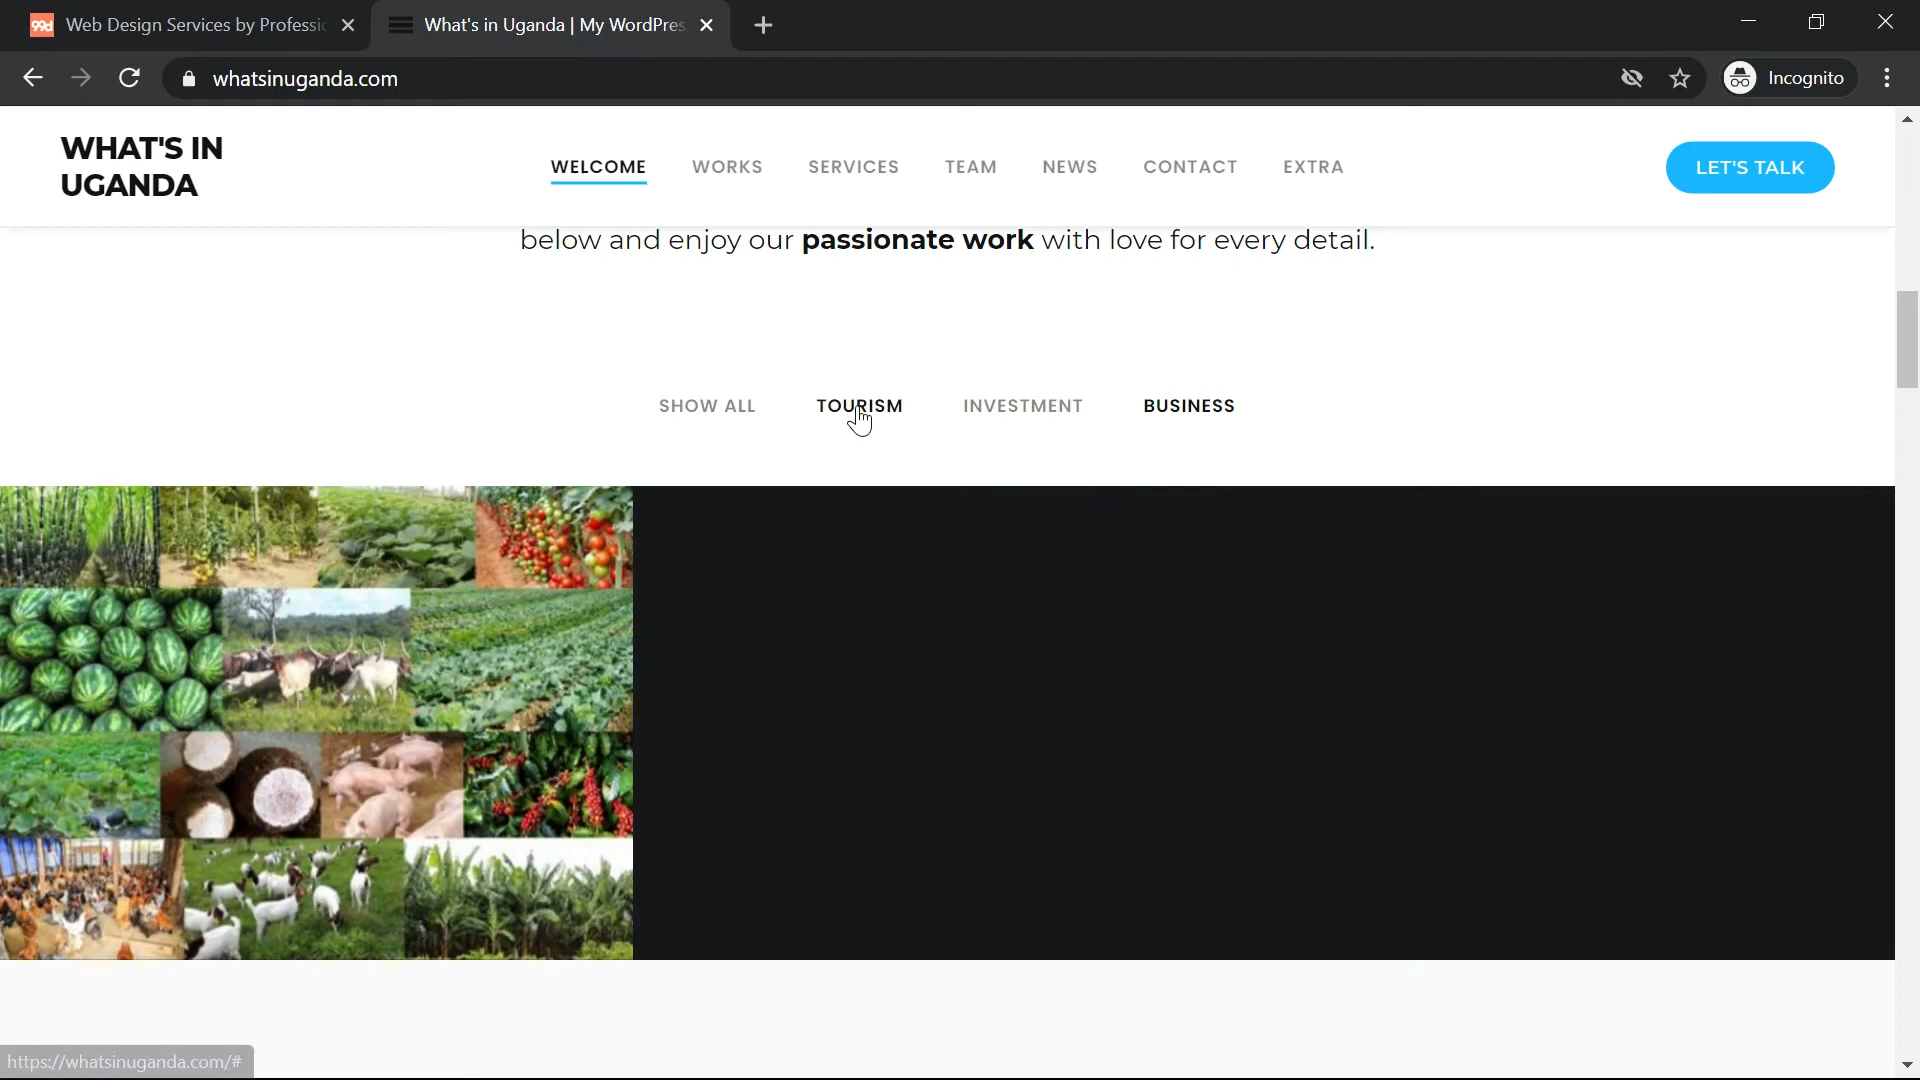 99d Web Design Services by Professi
What's in Uganda | My WordPres
whatsinuganda.com
Incognito
WHAT'S IN
UGANDA
WELCOME WORKS SERVICES TEAM NEWS CONTACT EXTRA
LET'S TALK
below and enjoy our passionate work with love for every detail.
SHOW ALL TOURISM INVESTMENT BUSINESS
https://whatsinuganda.com/#